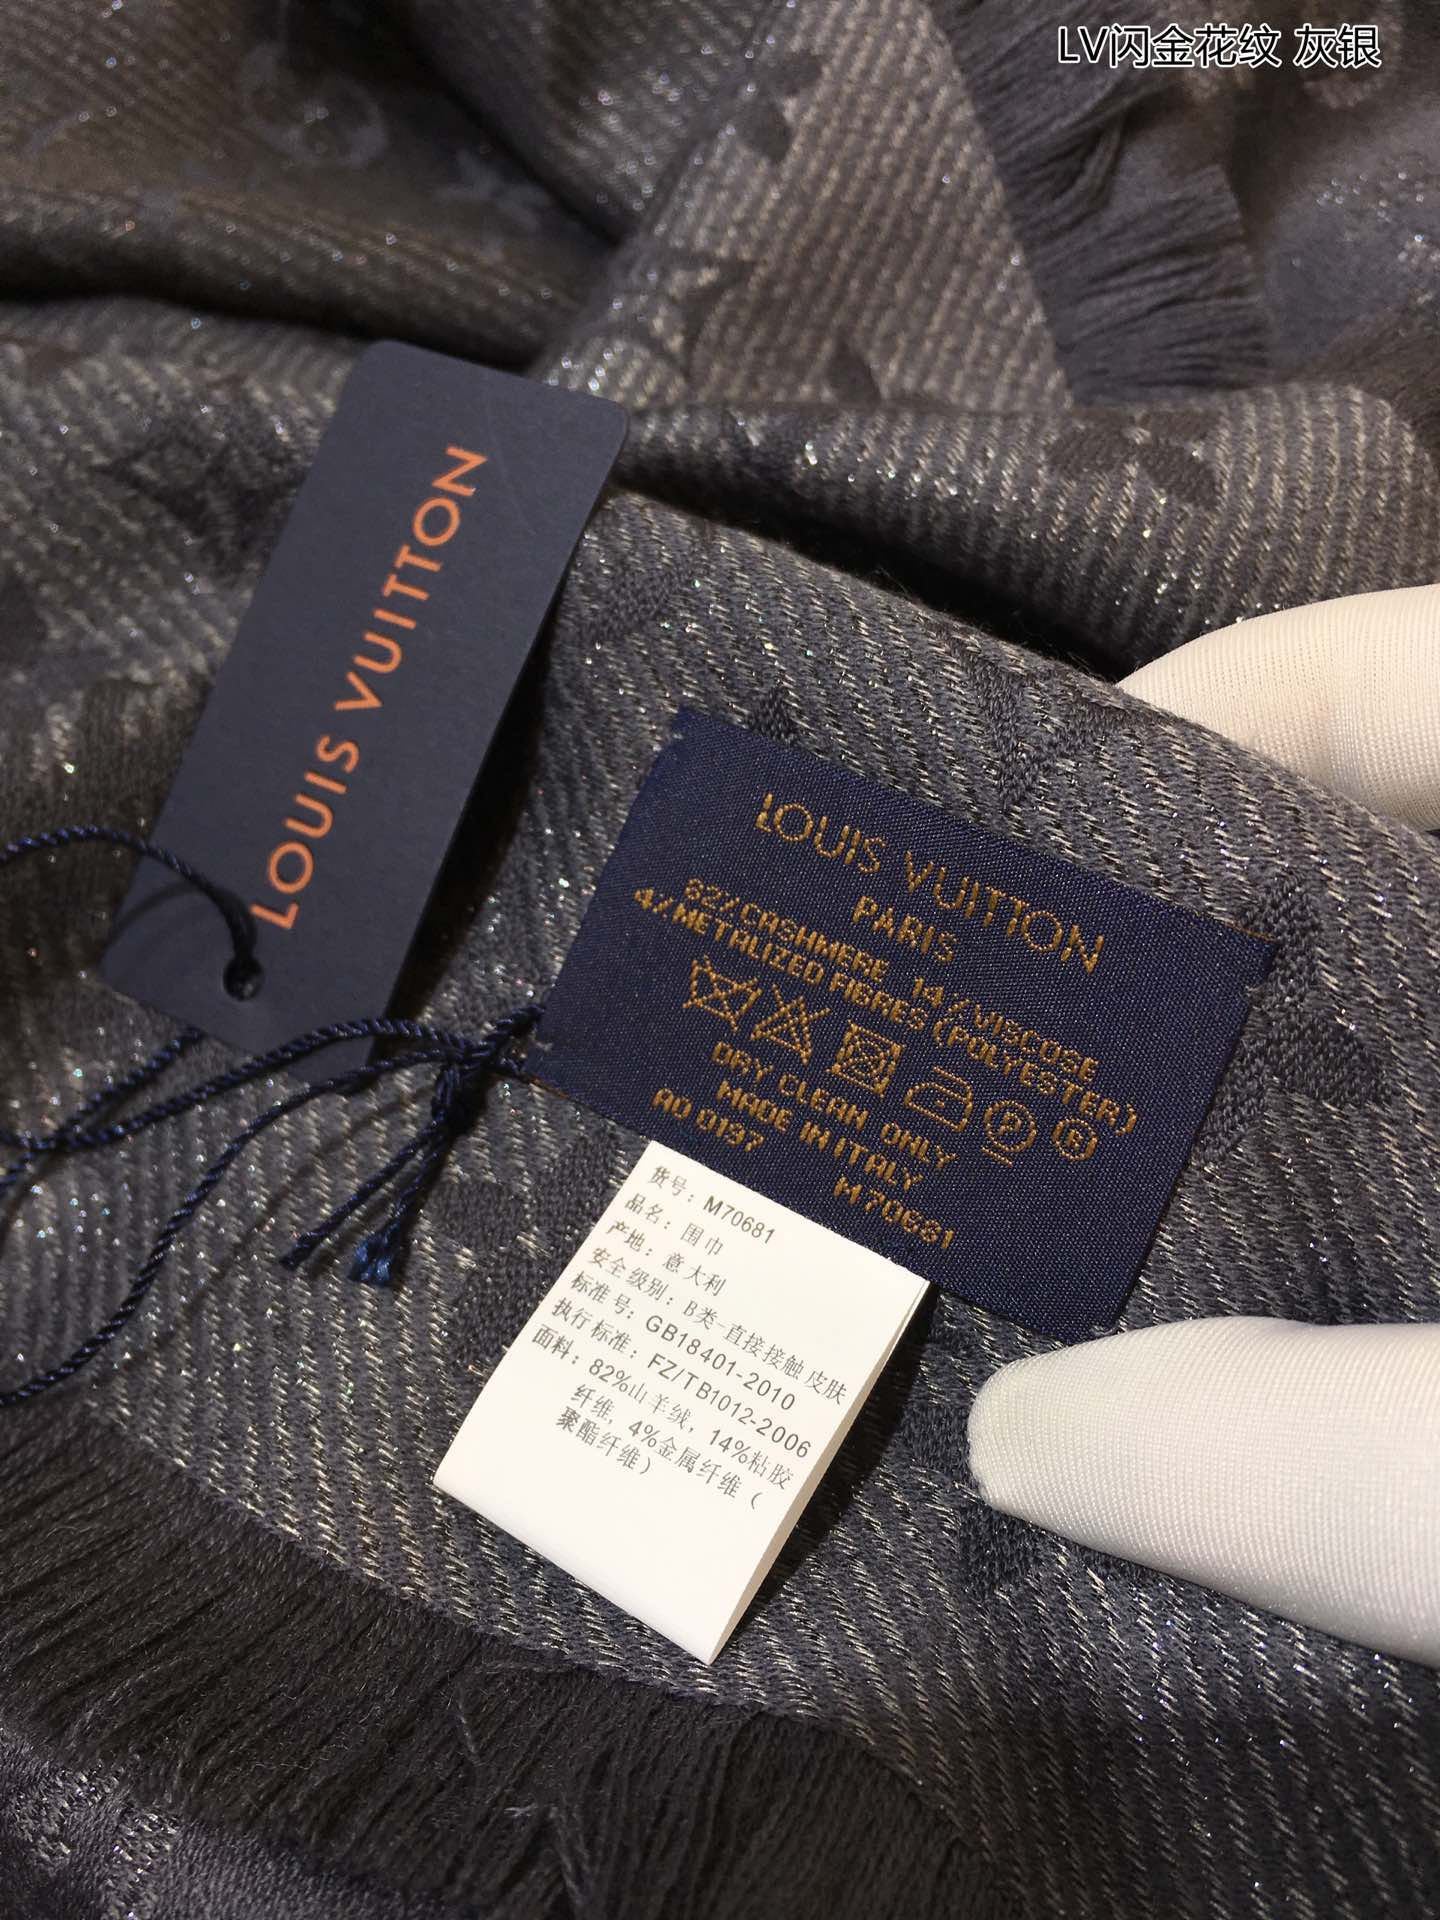 LV闪金花纹 灰银
LOUIS VUITTON
LOUIS VUITTON
PARIS
82% CASHMERE, 14% VISCOSE
4% METALIZED FIBRES (POLYESTER)
P
R
DRY CLEAN ONLY
MADE IN ITALY
AO 0197
M70681
货号：M70681
品名：围巾
产地：意大利
安全级别：B类-直接接触皮肤
标准号：GB18401-2010
执行标准：FZ/TB1012-2006
面料：82%山羊绒，14%粘胶
纤维，4%金属纤维（
聚酯纤维）